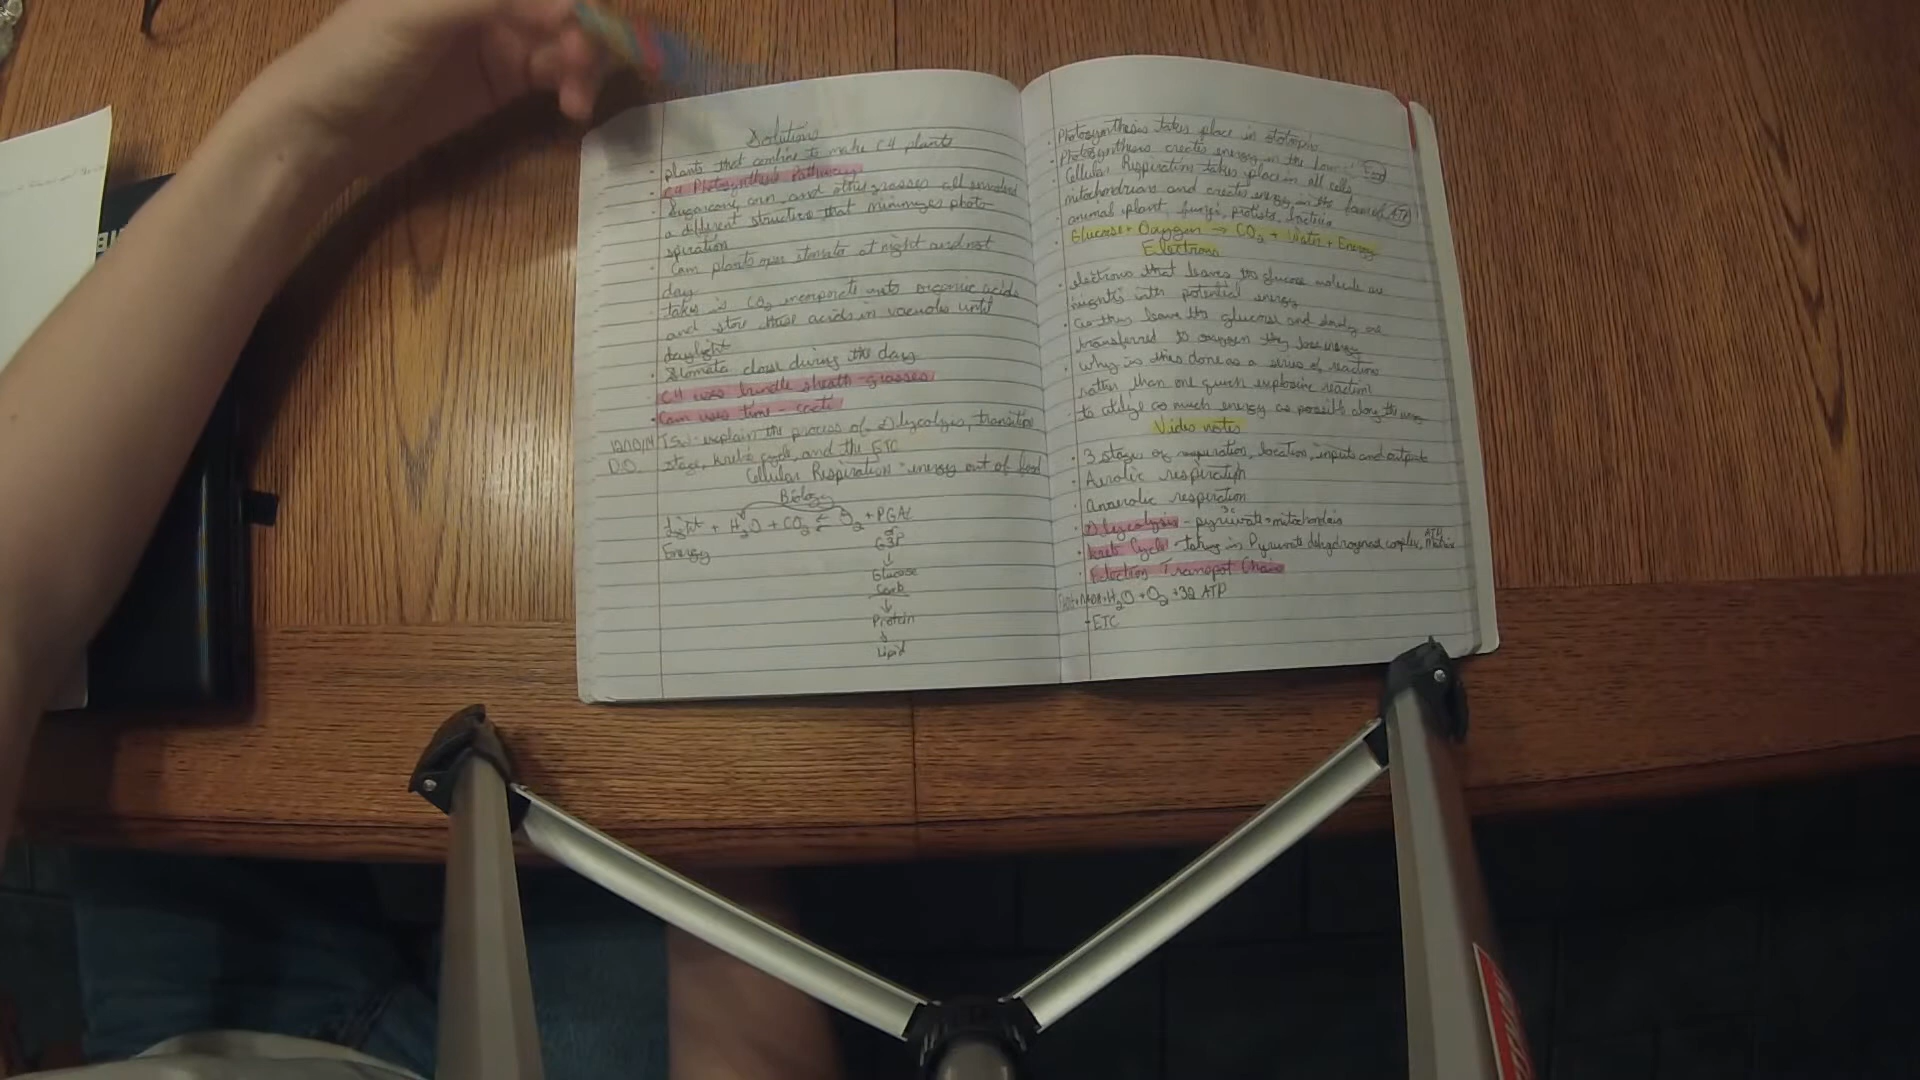 Solutions
plants that combine to make C4 plants
C4 Photosynthesis Pathway
Sugarcane, corn, and other grasses all
a different structure that minimizes photo-
spiration
Cam plants open stomata at night and not
day
takes in CO2 incorporate into organic acids
and store those acids in vacuoles until
daylight
Stomata close during the day
C4 uses bundle sheath - grasses
Cam uses time - cacti
TSW explain the process of Glycolysis, transition
D.O. stage, kreb's cycle, and the ETC
Cellular Respiration - energy out of food
Biology
Light + H2O + CO2 ⇄ O2 + PGAL
Energy
G3P
↓
Glucose
Carb
↓
Protein
↓
Lipid
Photosynthesis takes place in
Photosynthesis creates energy in the form of Food
Cellular Respiration takes place in all cells
mitochondrians and creates energy in the form of ATP
animal, plant, fungi, protists, bacteria
Glucose + Oxygen → CO2 + Water + Energy
Electrons
electrons that leaves the glucose molecule are
with potential energy
as they leave the glucose and slowly are
transferred to oxygen they lose energy
why is this done as a series of reactions
rather than one quick explosive reaction
to utilize as much energy as possible along the way
Video notes
3 stages of respiration, location, inputs and outputs
Aerobic respiration
anaerobic respiration
3c
Glycolysis - pyruvate → mitochondria
ATP
Kreb Cycle - taking in Pyruvate dehydrogenase complex, Matrix
Electron Transport Chain
+ H2O + O2 + 32 ATP
- ETC